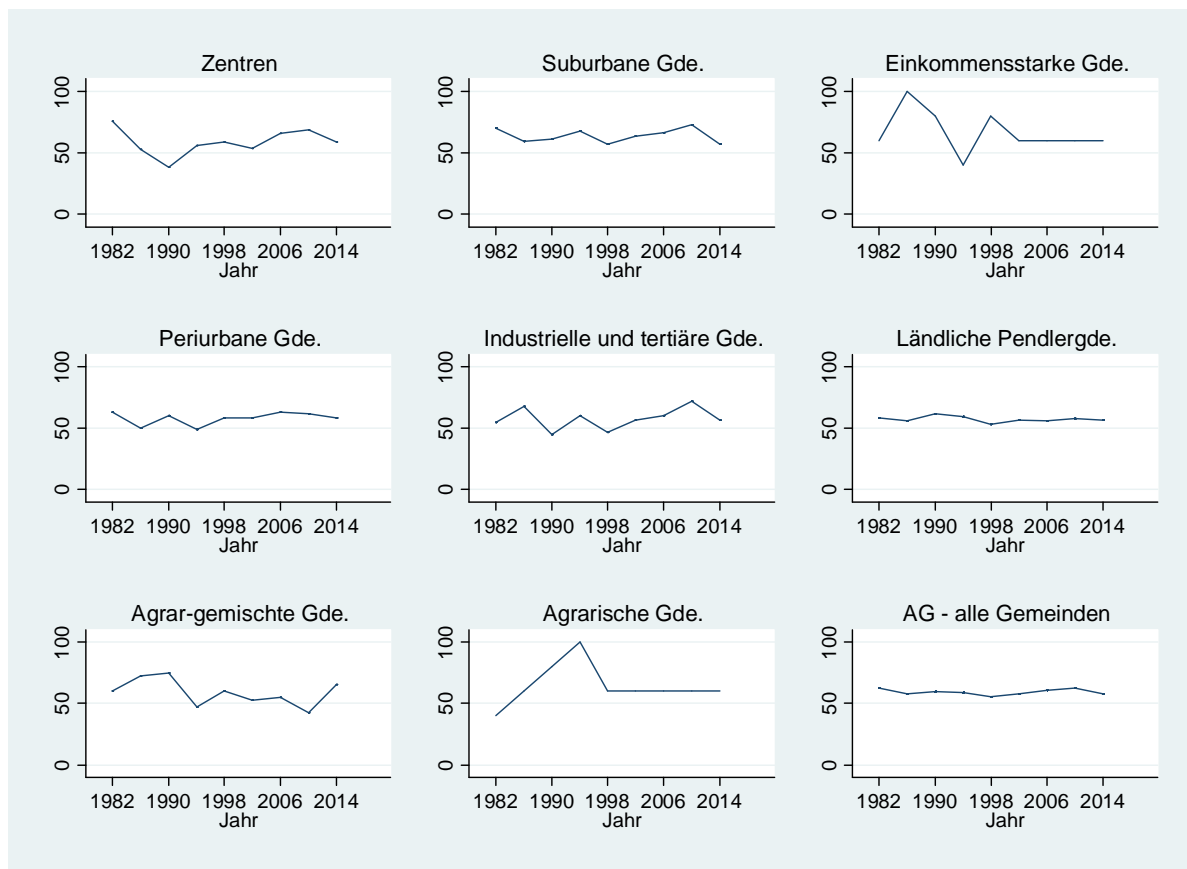 Zentren
100
50
0
1982 1990 1998 2006 2014
Jahr
Suburbane Gde.
100
50
0
1982 1990 1998 2006 2014
Jahr
Einkommensstarke Gde.
100
50
0
1982 1990 1998 2006 2014
Jahr
Periurbane Gde.
100
50
0
1982 1990 1998 2006 2014
Jahr
Industrielle und tertiäre Gde.
100
50
0
1982 1990 1998 2006 2014
Jahr
Ländliche Pendlergde.
100
50
0
1982 1990 1998 2006 2014
Jahr
Agrar-gemischte Gde.
100
50
0
1982 1990 1998 2006 2014
Jahr
Agrarische Gde.
100
50
0
1982 1990 1998 2006 2014
Jahr
AG - alle Gemeinden
100
50
0
1982 1990 1998 2006 2014
Jahr